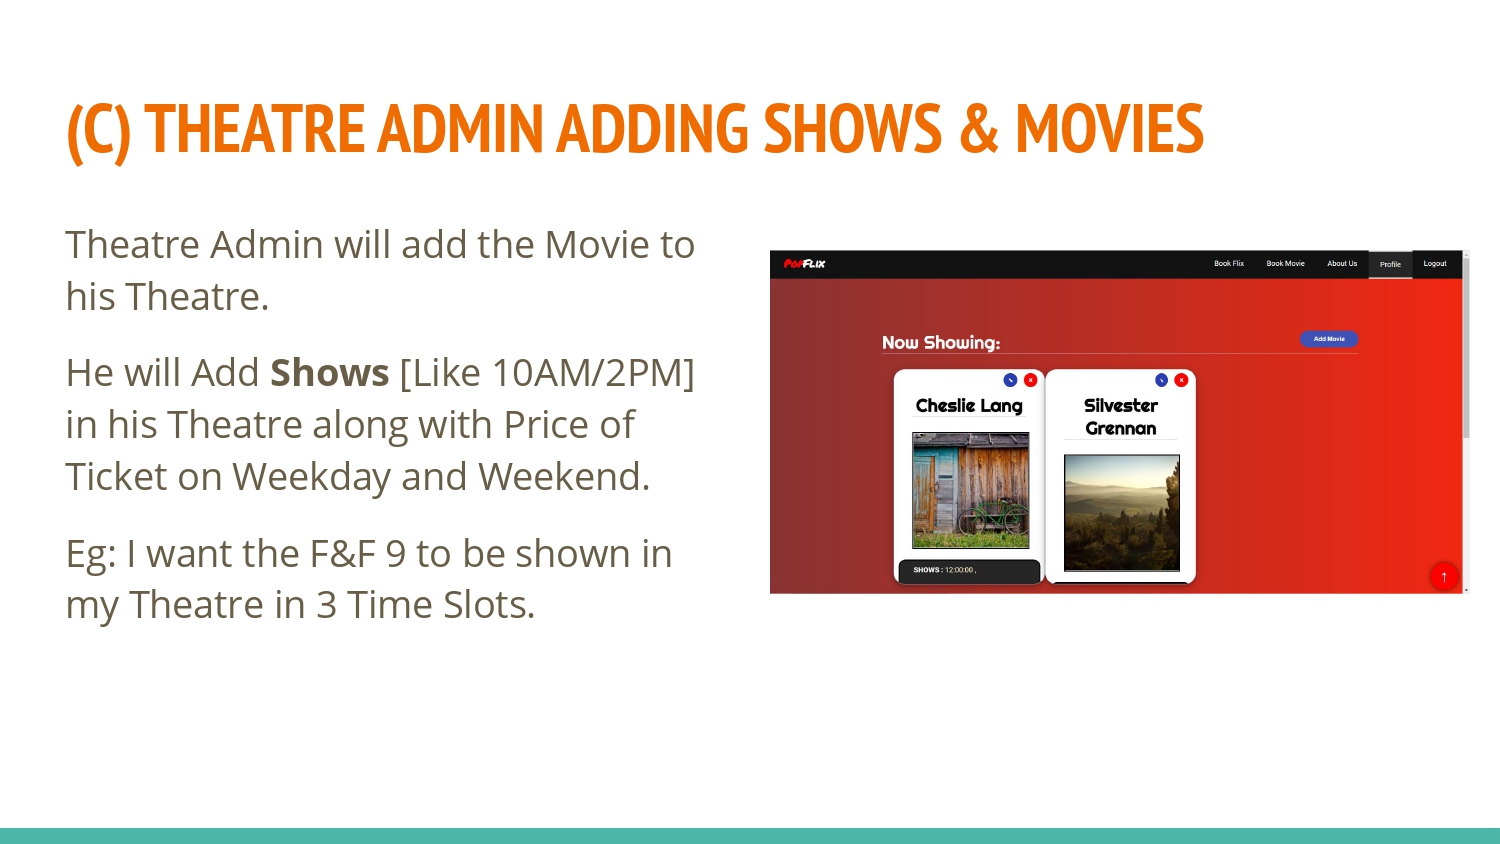 (C) THEATRE ADMIN ADDING SHOWS & MOVIES
Theatre Admin will add the Movie to
his Theatre.
He will Add Shows [Like 10AM/2PM]
in his Theatre along with Price of
Ticket on Weekday and Weekend.
Eg: I want the F&F 9 to be shown in
my Theatre in 3 Time Slots.
PopFlix
Book Flix Book Movie About Us Profile Logout
Now Showing:
Add Movie
Cheslie Lang
SHOWS : 12:00:00 ,
Silvester
Grennan